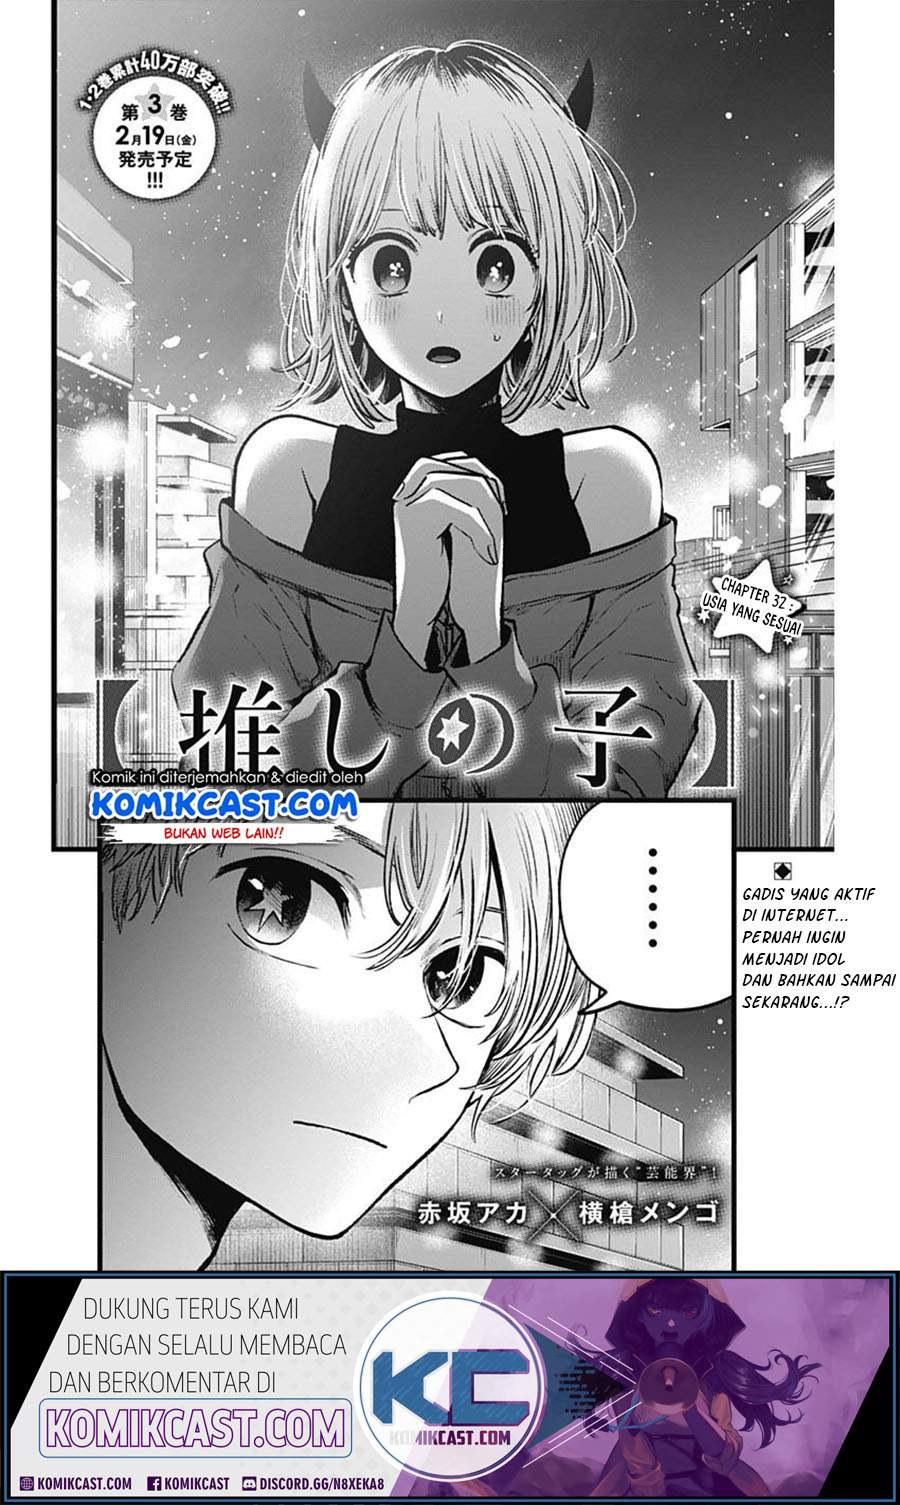 1・2巻累計40万部突破!!
第3巻
2月19日(金)
発売予定
!!!
CHAPTER 32 :
USIA YANG SESUAI
【推しの子】
Komik ini diterjemahkan & diedit oleh
KOMIKCAST.COM
BUKAN WEB LAIN!!
......
GADIS YANG AKTIF
DI INTERNET...
PERNAH INGIN
MENJADI IDOL
DAN BAHKAN SAMPAI
SEKARANG...!?
スタータッグが描く“芸能界”!
赤坂アカ×横槍メンゴ
DUKUNG TERUS KAMI
DENGAN SELALU MEMBACA
DAN BERKOMENTAR DI
KOMIKCAST.COM
KOMIKCAST.COM KOMIKCAST DISCORD.GG/N8XEKA8
KC
KOMIKCAST.COM